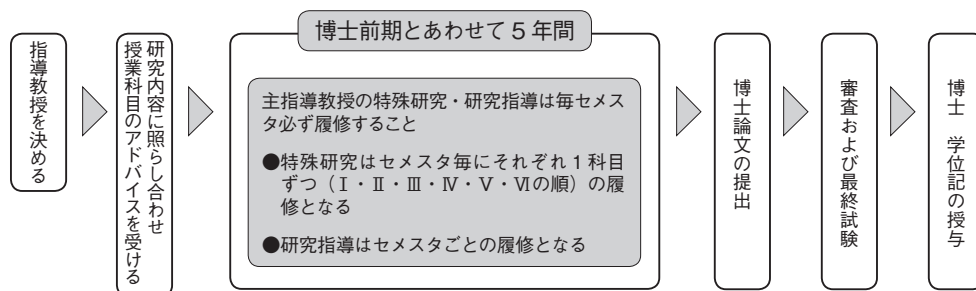 指導教授を決める
研究内容に照らし合わせ
授業科目のアドバイスを受ける
博士前期とあわせて5年間
主指導教授の特殊研究・研究指導は毎セメス
タ必ず履修すること
●特殊研究はセメスタ毎にそれぞれ1科目
ずつ(Ⅰ・Ⅱ・Ⅲ・Ⅳ・Ⅴ・Ⅵの順)の履
修となる
●研究指導はセメスタごとの履修となる
博士論文の提出
審査および最終試験
博士 学位記の授与